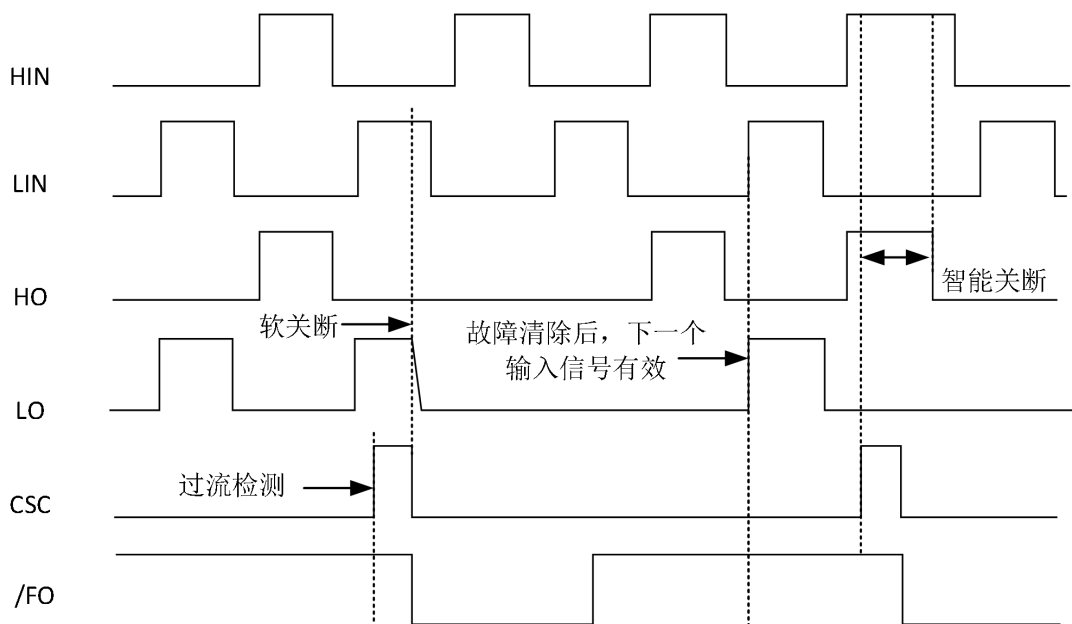 HIN
LIN
HO
智能关断
软关断
故障清除后，下一个
输入信号有效
LO
过流检测
CSC
/FO